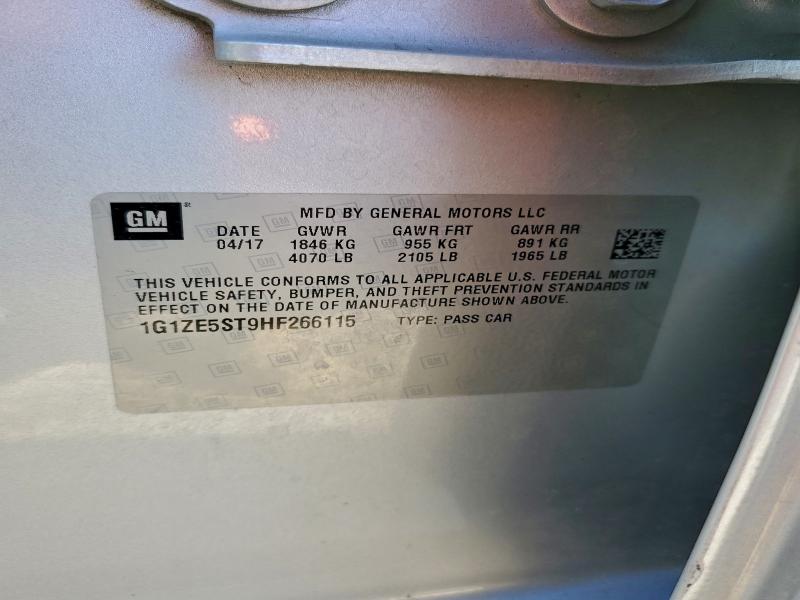 GM
MFD BY GENERAL MOTORS LLC
DATE GVWR GAWR FRT GAWR RR
04/17 1846 KG 955 KG 891 KG
4070 LB 2105 LB 1965 LB
THIS VEHICLE CONFORMS TO ALL APPLICABLE U.S. FEDERAL MOTOR
VEHICLE SAFETY, BUMPER, AND THEFT PREVENTION STANDARDS IN
EFFECT ON THE DATE OF MANUFACTURE SHOWN ABOVE.
1G1ZE5ST9HF266115 TYPE: PASS CAR